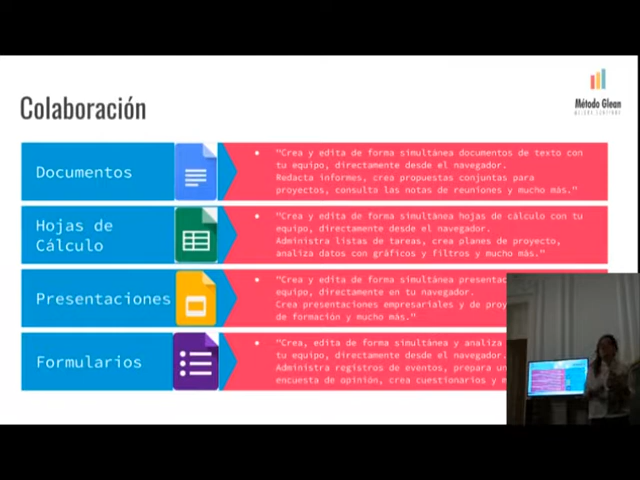 Colaboración
Método Glean
MEJORA CONTINUA
Documentos
"Crea y edita de forma simultánea documentos de texto con
tu equipo, directamente desde el navegador.
Redacta informes, crea propuestas conjuntas para
proyectos, consulta las notas de reuniones y mucho más."
Hojas de
Cálculo
"Crea y edita de forma simultánea hojas de cálculo con tu
equipo, directamente desde el navegador.
Administra listas de tareas, crea planes de proyecto,
analiza datos con gráficos y filtros y mucho más."
Presentaciones
"Crea y edita de forma simultánea
equipo, directamente en tu navegador.
Crea presentaciones empresariales y de
de formación y mucho más."
Formularios
"Crea, edita de forma simultánea y analiza
tu equipo, directamente desde el navegador.
Administra registros de eventos, prepara
encuesta de opinión, crea cuestionarios y